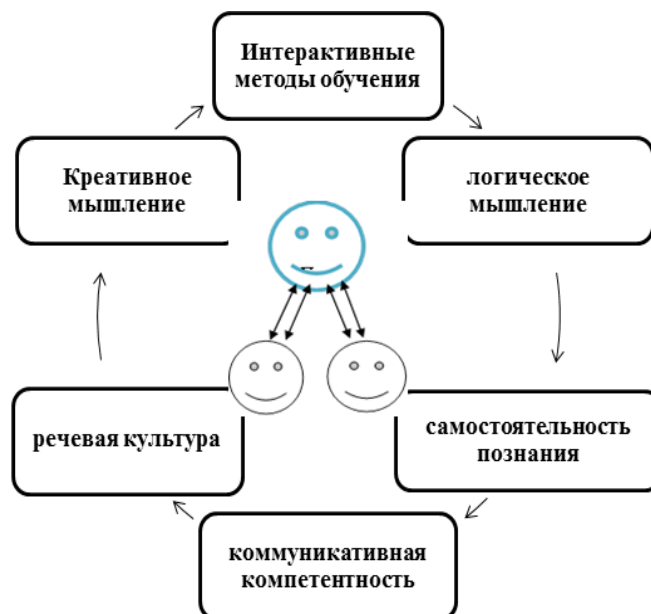 Интерактивные
методы обучения
Креативное
мышление
логическое
мышление
речевая культура
самостоятельность
познания
коммуникативная
компетентность